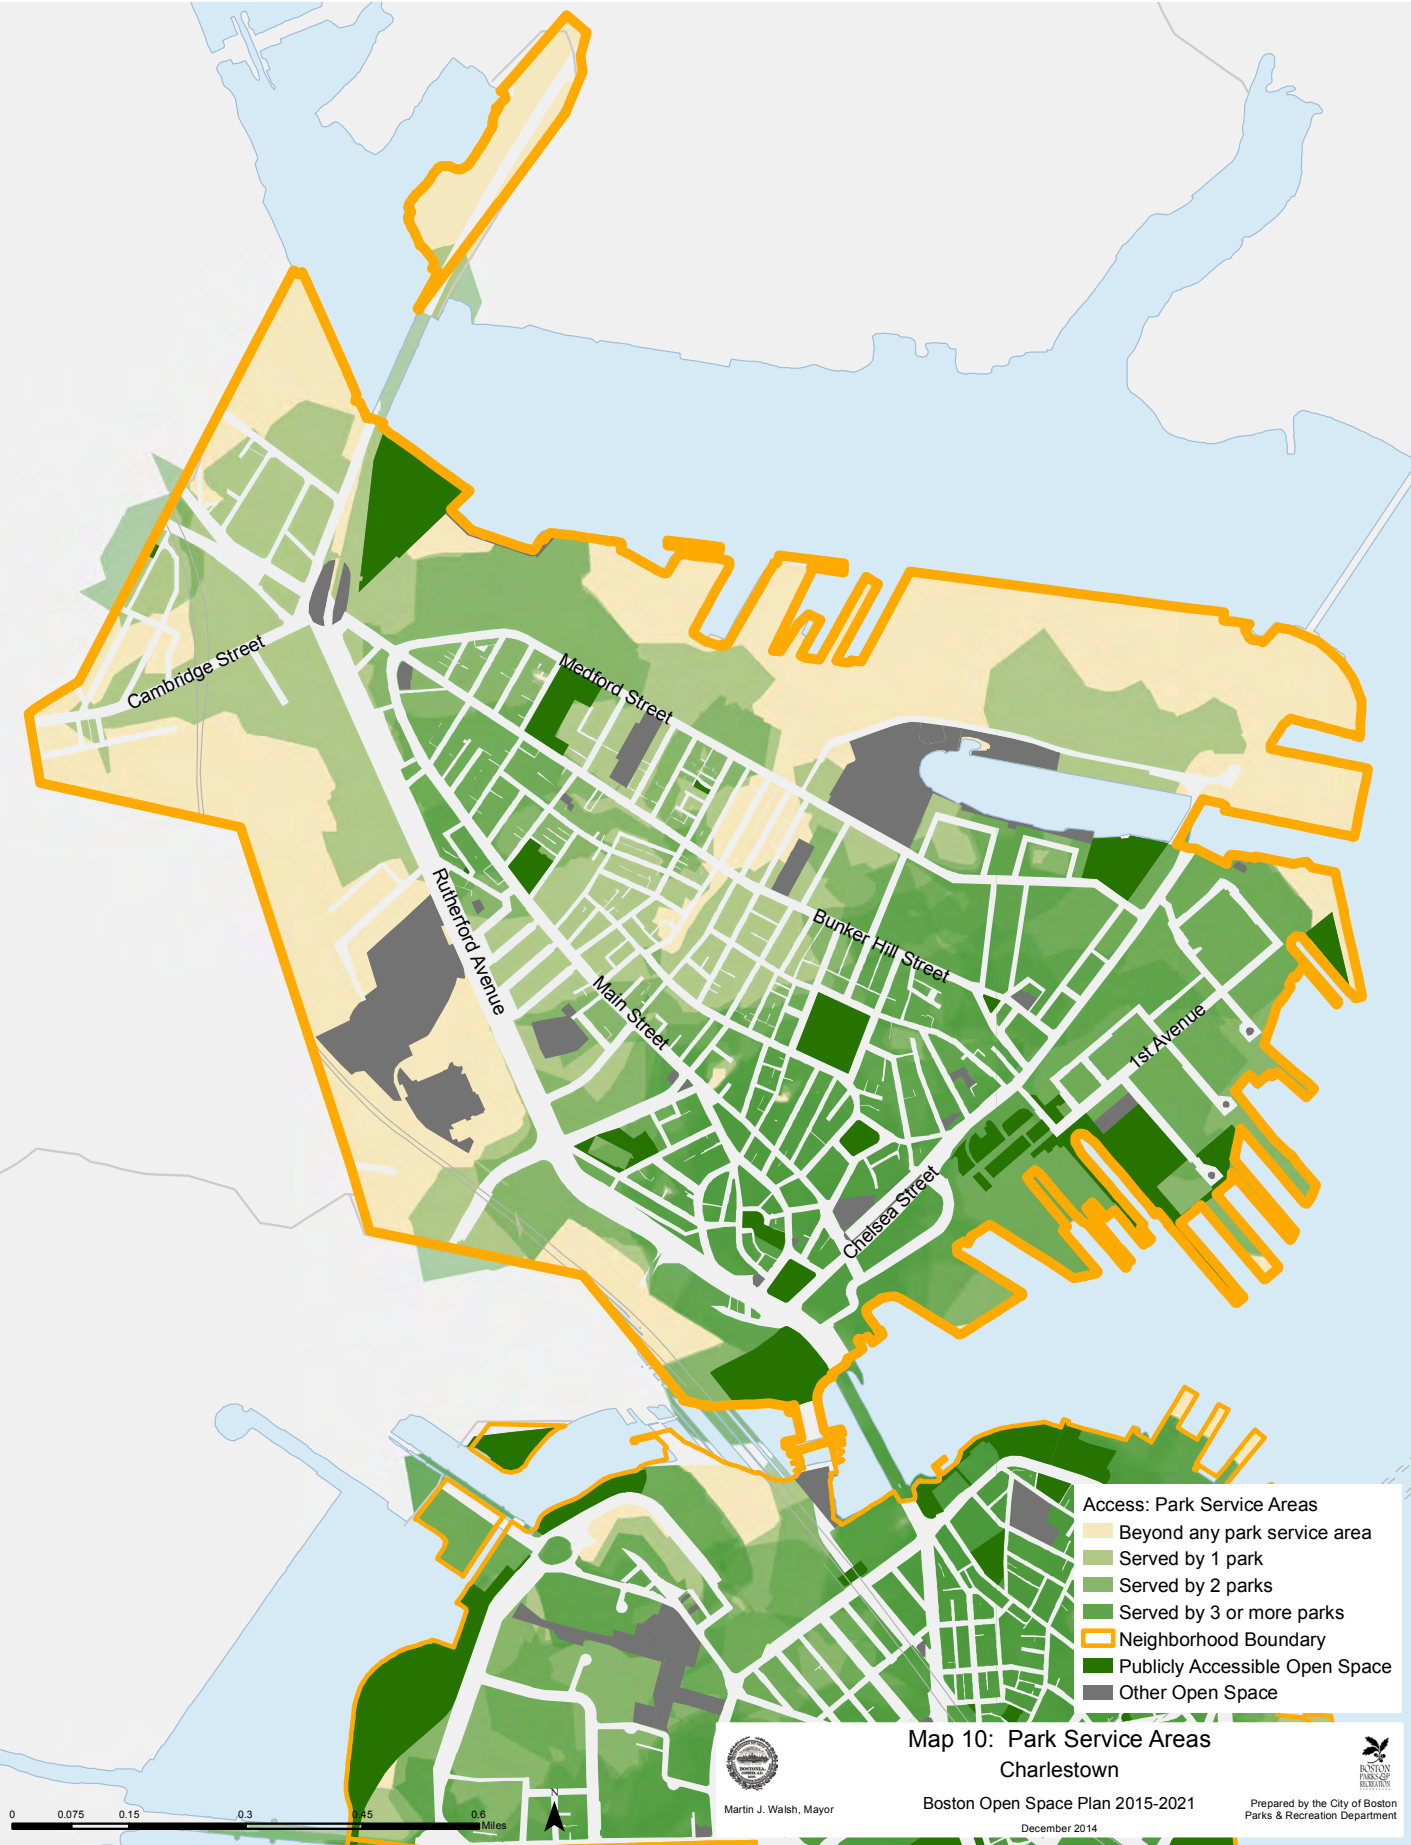 Cambridge Street
Medford Street
Rutherford Avenue
Bunker Hill Street
Main Street
1st Avenue
Chelsea Street
Access: Park Service Areas
Beyond any park service area
Served by 1 park
Served by 2 parks
Served by 3 or more parks
Neighborhood Boundary
Publicly Accessible Open Space
Other Open Space
Map 10: Park Service Areas
Charlestown
Boston Open Space Plan 2015-2021
December 2014
Martin J. Walsh, Mayor
BOSTON
PARKS &
RECREATION
Prepared by the City of Boston
Parks & Recreation Department
0 0.075 0.15 0.3 0.45 0.6
Miles
N